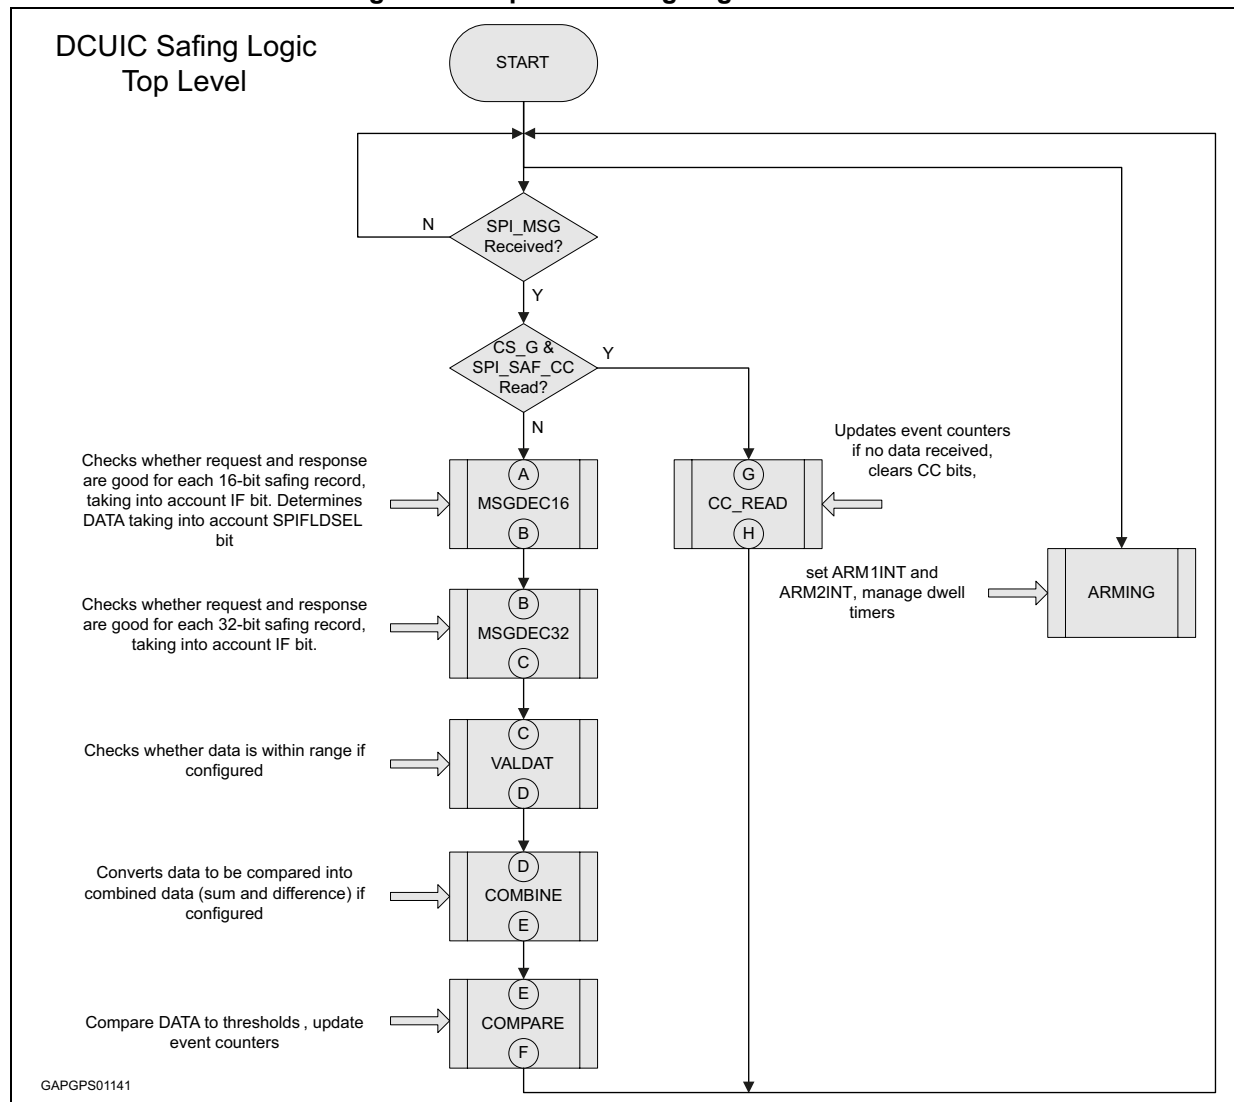 DCUIC Safing Logic
Top Level
START
N
SPI_MSG
Received?
Y
CS_G &
SPI_SAF_CC
Read?
Y
N
Checks whether request and response
are good for each 16-bit safing record,
taking into account IF bit. Determines
DATA taking into account SPIFLDSEL
bit
A
MSGDEC16
B
Updates event counters
if no data received,
clears CC bits,
G
CC_READ
H
set ARM1INT and
ARM2INT, manage dwell
timers
ARMING
Checks whether request and response
are good for each 32-bit safing record,
taking into account IF bit.
B
MSGDEC32
C
Checks whether data is within range if
configured
C
VALDAT
D
Converts data to be compared into
combined data (sum and difference) if
configured
D
COMBINE
E
Compare DATA to thresholds , update
event counters
E
COMPARE
F
GAPGPS01141